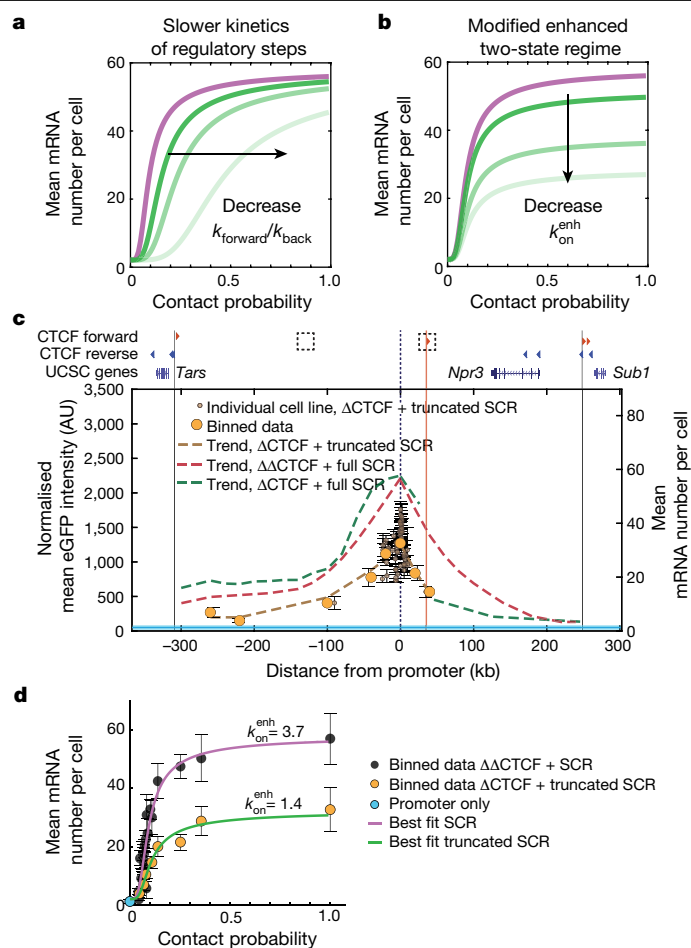 a
Slower kinetics
of regulatory steps
Mean mRNA
number per cell
60
40
20
0
Decrease
k_forward/k_back
0
0.5
1.0
Contact probability
b
Modified enhanced
two-state regime
Mean mRNA
number per cell
60
40
20
0
Decrease
k_on^enh
0
0.5
1.0
Contact probability
c
CTCF forward
CTCF reverse
UCSC genes
Tars
Npr3
Sub1
Normalised
mean eGFP intensity (AU)
3,500
3,000
2,500
2,000
1,500
1,000
500
0
Individual cell line, ΔCTCF + truncated SCR
Binned data
Trend, ΔCTCF + truncated SCR
Trend, ΔΔCTCF + full SCR
Trend, ΔCTCF + full SCR
80
60
40
20
0
Mean
mRNA number per cell
−300
−200
−100
0
100
200
300
Distance from promoter (kb)
d
Mean mRNA
number per cell
60
40
20
0
k_on^enh = 3.7
k_on^enh = 1.4
0
0.5
1.0
Contact probability
Binned data ΔΔCTCF + SCR
Binned data ΔCTCF + truncated SCR
Promoter only
Best fit SCR
Best fit truncated SCR